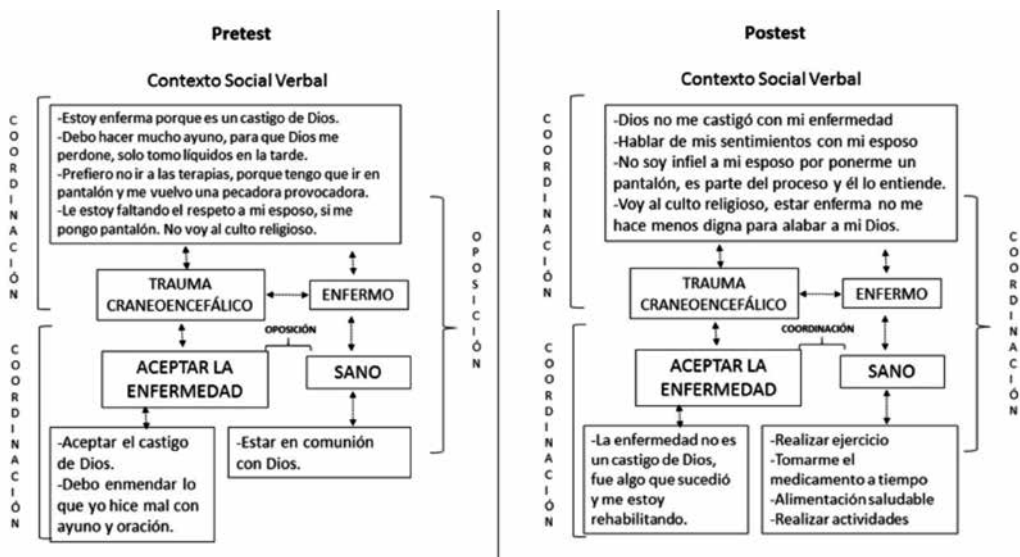 Pretest
Contexto Social Verbal
COORDINACIÓN
-Estoy enferma porque es un castigo de Dios.
-Debo hacer mucho ayuno, para que Dios me
perdone, solo tomo líquidos en la tarde.
-Prefiero no ir a las terapias, porque tengo que ir en
pantalón y me vuelvo una pecadora provocadora.
-Le estoy faltando el respeto a mi esposo, si me
pongo pantalón. No voy al culto religioso.
TRAUMA
CRANEOENCEFÁLICO
ENFERMO
OPOSICIÓN
COORDINACIÓN
OPOSICIÓN
ACEPTAR LA
ENFERMEDAD
SANO
-Aceptar el castigo
de Dios.
-Debo enmendar lo
que yo hice mal con
ayuno y oración.
-Estar en comunión
con Dios.
Postest
Contexto Social Verbal
COORDINACIÓN
-Dios no me castigó con mi enfermedad
-Hablar de mis sentimientos con mi esposo
-No soy infiel a mi esposo por ponerme un
pantalón, es parte del proceso y él lo entiende.
-Voy al culto religioso, estar enferma no me
hace menos digna para alabar a mi Dios.
TRAUMA
CRANEOENCEFÁLICO
ENFERMO
COORDINACIÓN
COORDINACIÓN
COORDINACIÓN
ACEPTAR LA
ENFERMEDAD
SANO
-La enfermedad no es
un castigo de Dios,
fue algo que sucedió
y me estoy
rehabilitando.
-Realizar ejercicio
-Tomarme el
medicamento a tiempo
-Alimentación saludable
-Realizar actividades